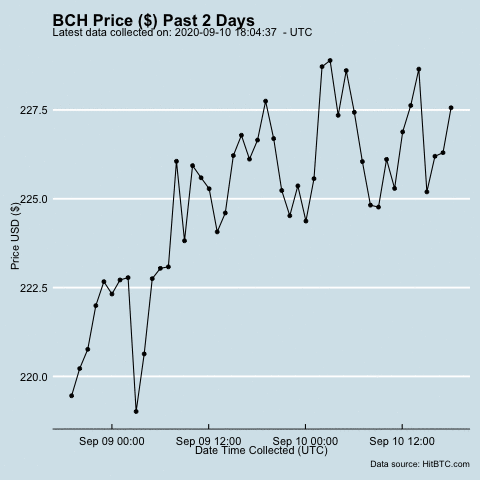 BCH Price ($) Past 2 Days
Latest data collected on: 2020-09-10 18:04:37 - UTC
227.5
225.0
222.5
220.0
Price USD ($)
Sep 09 00:00 Sep 09 12:00 Sep 10 00:00 Sep 10 12:00
Date Time Collected (UTC)
Data source: HitBTC.com